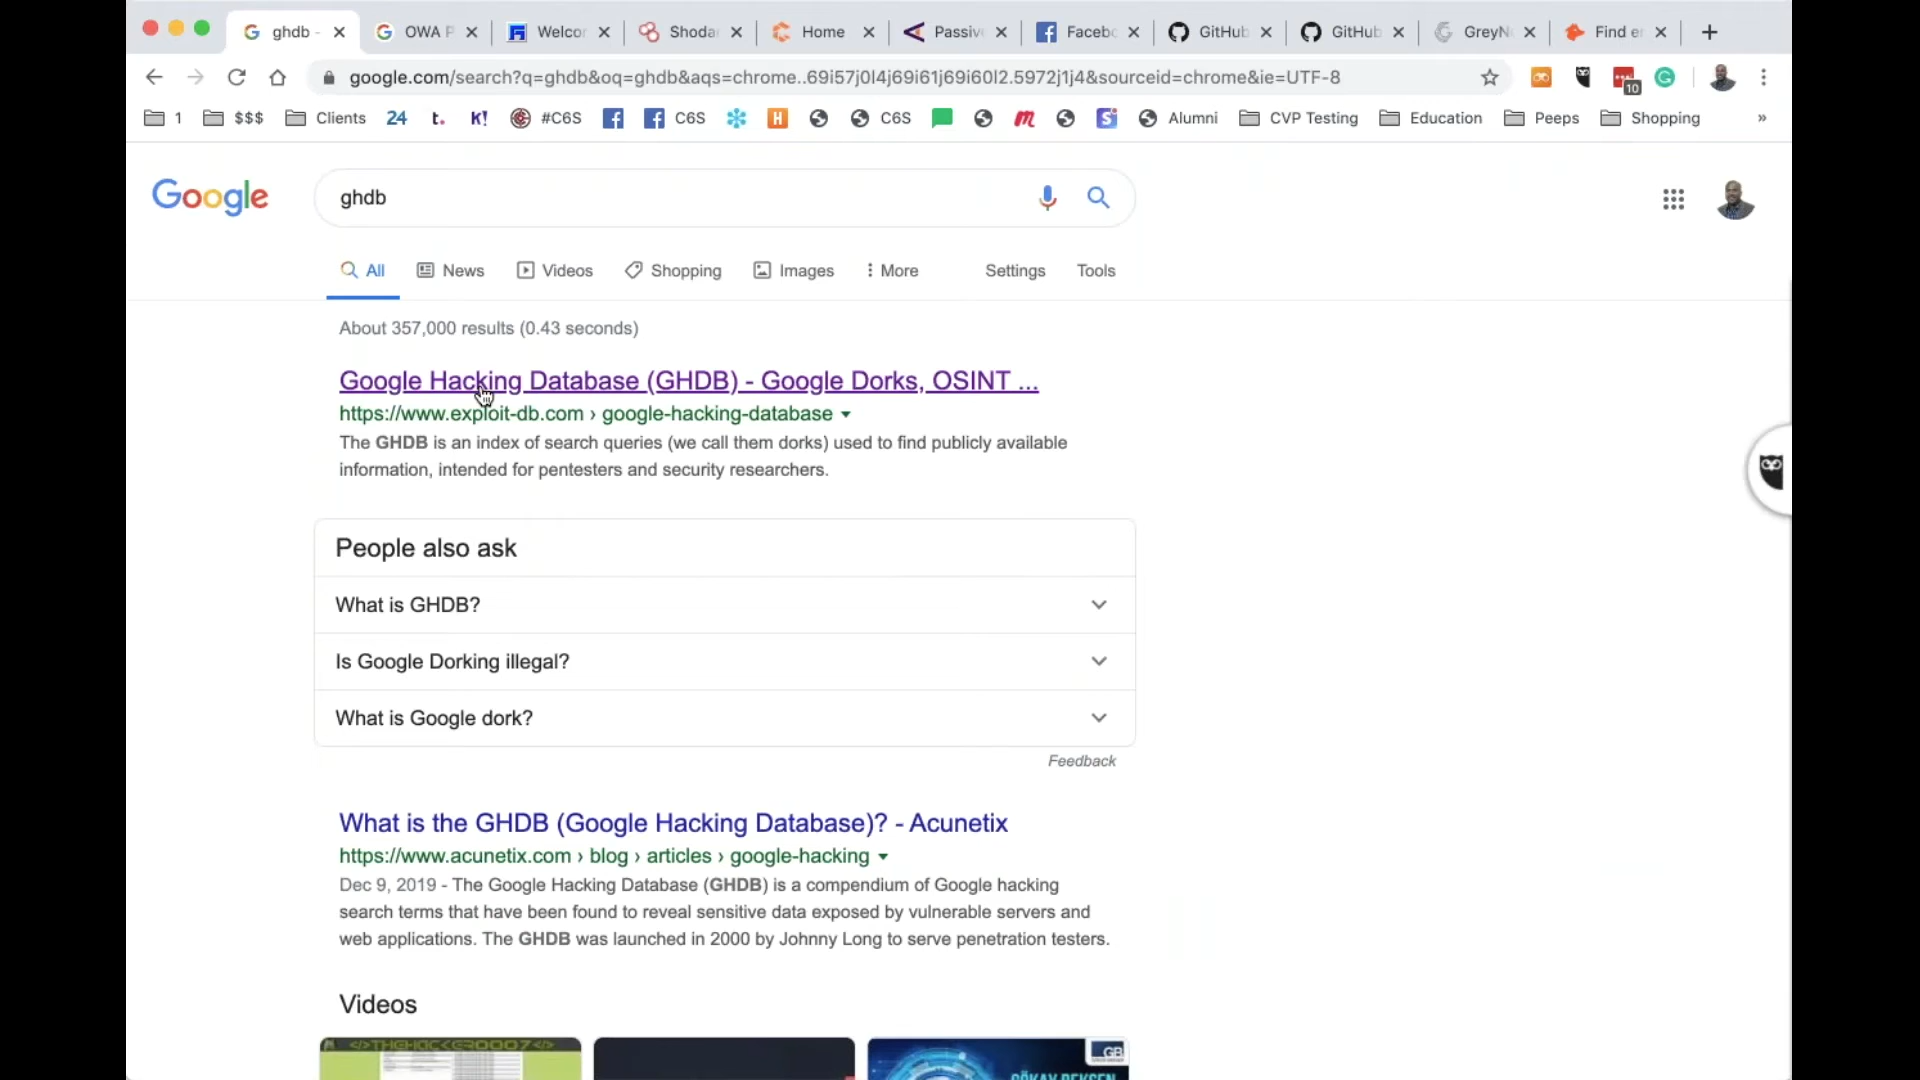 ghdb -
OWA P
Welcor
Shodan
Home
Passiv
Facebo
GitHub
GitHub
GreyN
Find er
google.com/search?q=ghdb&oq=ghdb&aqs=chrome..69i57j0l4j69i61j69i60l2.5972j1j4&sourceid=chrome&ie=UTF-8
10
1
$$$
Clients
24
t.
K!
#C6S
C6S
H
C6S
m
S
Alumni
CVP Testing
Education
Peeps
Shopping
»
Google
ghdb
All
News
Videos
Shopping
Images
More
Settings
Tools
About 357,000 results (0.43 seconds)
Google Hacking Database (GHDB) - Google Dorks, OSINT ...
https://www.exploit-db.com › google-hacking-database
The GHDB is an index of search queries (we call them dorks) used to find publicly available
information, intended for pentesters and security researchers.
People also ask
What is GHDB?
Is Google Dorking illegal?
What is Google dork?
Feedback
What is the GHDB (Google Hacking Database)? - Acunetix
https://www.acunetix.com › blog › articles › google-hacking
Dec 9, 2019 - The Google Hacking Database (GHDB) is a compendium of Google hacking
search terms that have been found to reveal sensitive data exposed by vulnerable servers and
web applications. The GHDB was launched in 2000 by Johnny Long to serve penetration testers.
Videos
</THEHACKER0007</>
GB